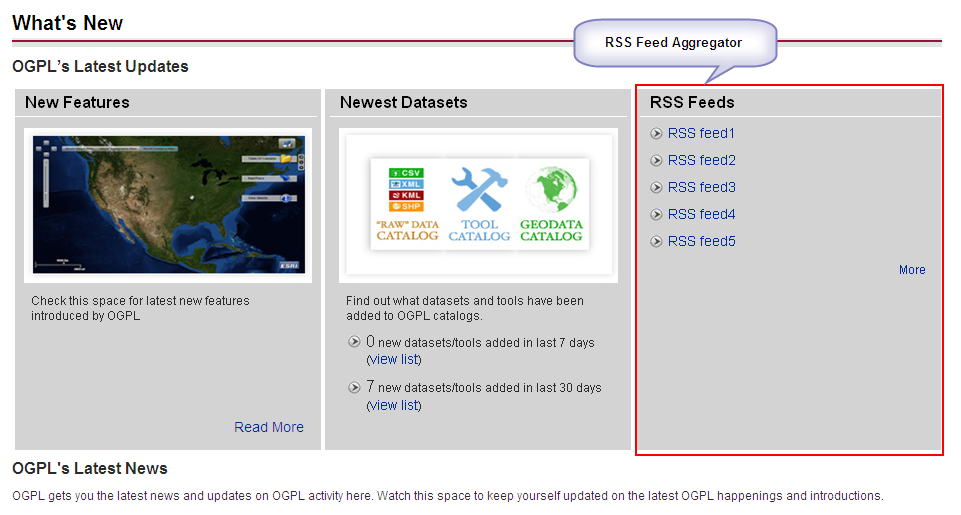 What's New
RSS Feed Aggregator
OGPL's Latest Updates
New Features
Check this space for latest new features
introduced by OGPL
Read More
Newest Datasets
CSV
XML
KML
SHP
"RAW" DATA
CATALOG
TOOL
CATALOG
GEODATA
CATALOG
Find out what datasets and tools have been
added to OGPL catalogs.
0 new datasets/tools added in last 7 days
(view list)
7 new datasets/tools added in last 30 days
(view list)
RSS Feeds
RSS feed1
RSS feed2
RSS feed3
RSS feed4
RSS feed5
More
ESRI
OGPL's Latest News
OGPL gets you the latest news and updates on OGPL activity here. Watch this space to keep yourself updated on the latest OGPL happenings and introductions.